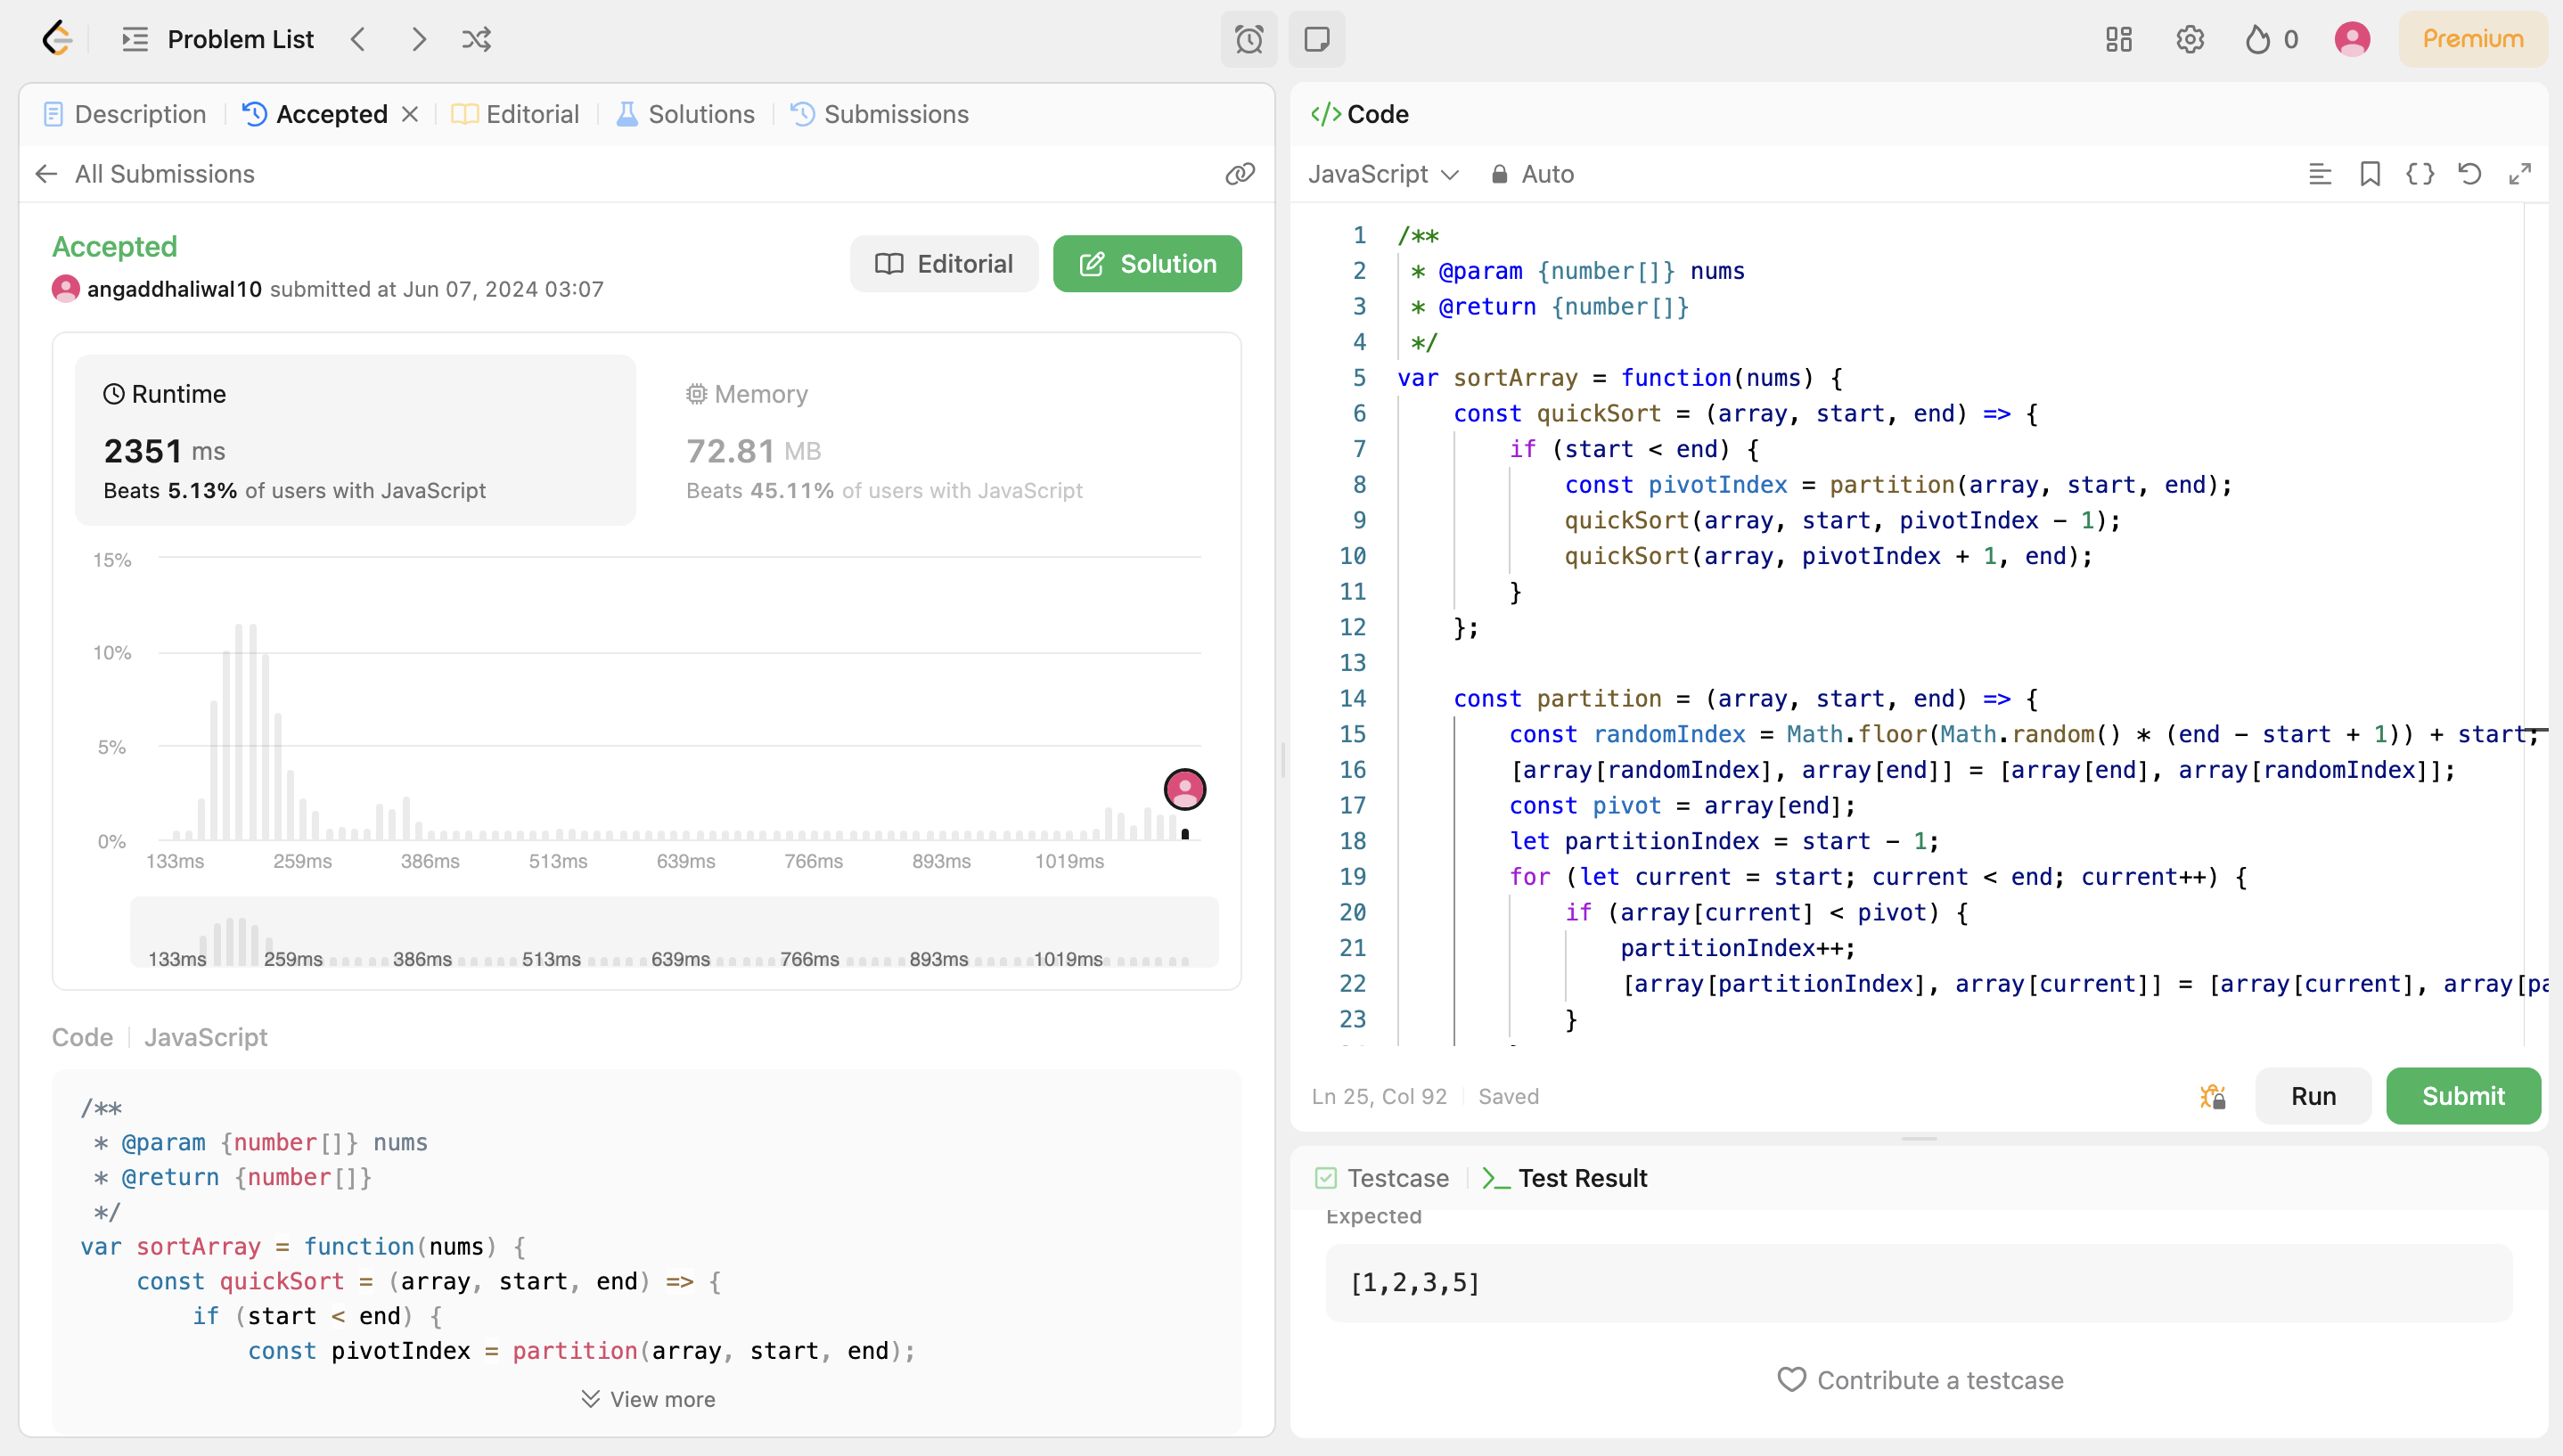 Problem List
0
Premium
Description
Accepted
Editorial
Solutions
Submissions
All Submissions
Accepted
angaddhaliwal10 submitted at Jun 07, 2024 03:07
Editorial
Solution
Runtime
2351 ms
Beats 5.13% of users with JavaScript
Memory
72.81 MB
Beats 45.11% of users with JavaScript
15%
10%
5%
0%
133ms 259ms 386ms 513ms 639ms 766ms 893ms 1019ms
133ms 259ms 386ms 513ms 639ms 766ms 893ms 1019ms
Code JavaScript
/**
 * @param {number[]} nums
 * @return {number[]}
 */
var sortArray = function(nums) {
    const quickSort = (array, start, end) => {
        if (start < end) {
            const pivotIndex = partition(array, start, end);
View more
</> Code
JavaScript
Auto
1 /**
2  * @param {number[]} nums
3  * @return {number[]}
4  */
5 var sortArray = function(nums) {
6     const quickSort = (array, start, end) => {
7         if (start < end) {
8             const pivotIndex = partition(array, start, end);
9             quickSort(array, start, pivotIndex - 1);
10             quickSort(array, pivotIndex + 1, end);
11         }
12     };
13
14     const partition = (array, start, end) => {
15         const randomIndex = Math.floor(Math.random() * (end - start + 1)) + start;
16         [array[randomIndex], array[end]] = [array[end], array[randomIndex]];
17         const pivot = array[end];
18         let partitionIndex = start - 1;
19         for (let current = start; current < end; current++) {
20             if (array[current] < pivot) {
21                 partitionIndex++;
22                 [array[partitionIndex], array[current]] = [array[current], array[pa
23             }
Ln 25, Col 92
Saved
Run
Submit
Testcase
Test Result
Expected
[1,2,3,5]
Contribute a testcase